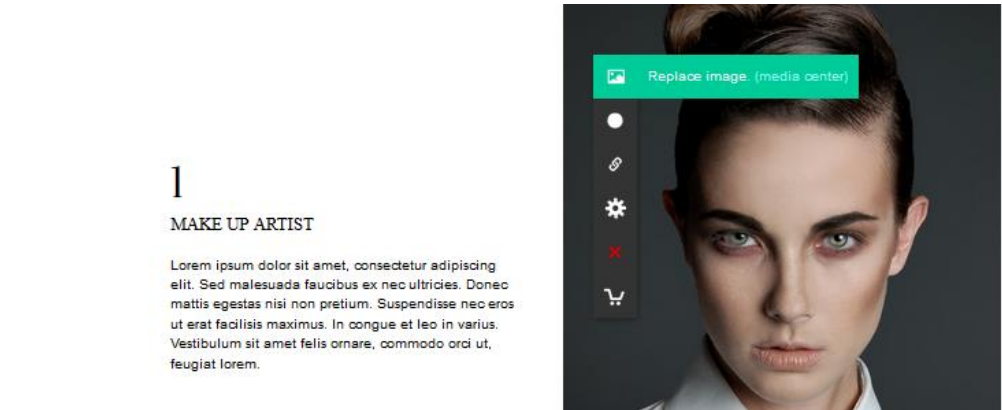 1
MAKE UP ARTIST
Lorem ipsum dolor sit amet, consectetur adipiscing
elit. Sed malesuada faucibus ex nec ultricies. Donec
mattis egestas nisi non pretium. Suspendisse nec eros
ut erat facilisis maximus. In congue et leo in varius.
Vestibulum sit amet felis ornare, commodo orci ut,
feugiat lorem.
Replace image. (media center)